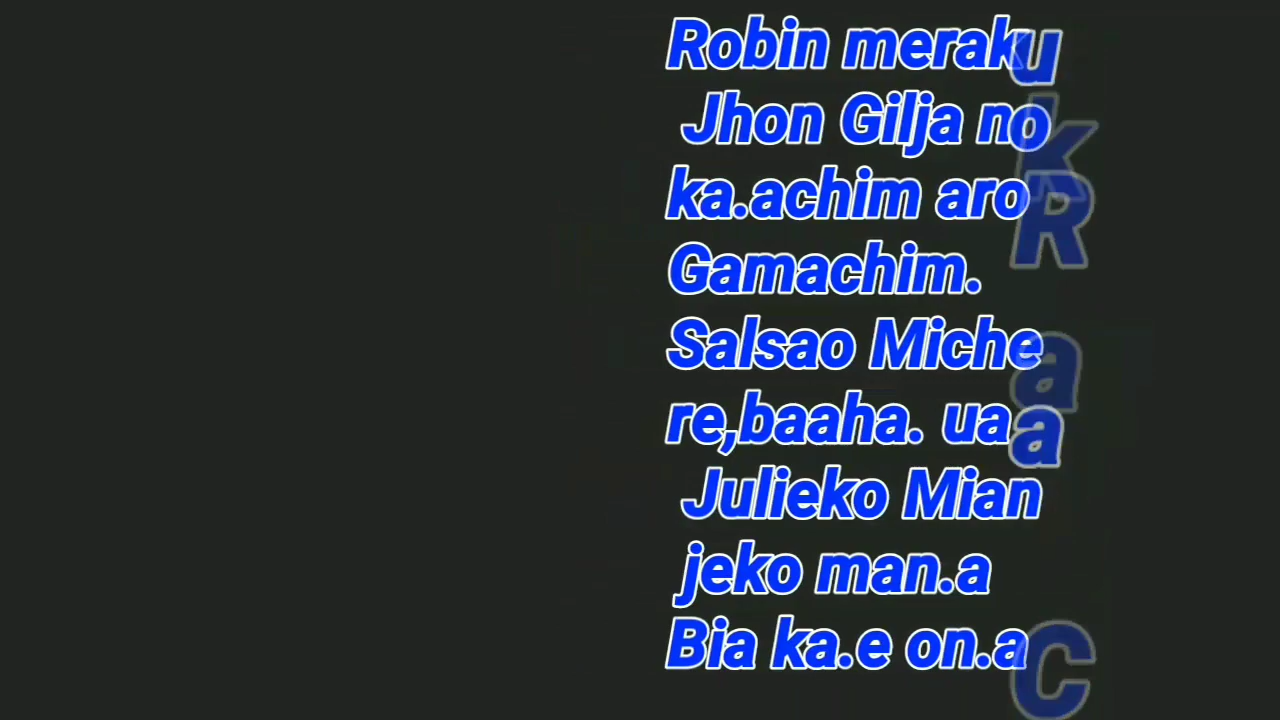 Robin meraku
Jhon Gilja no
ka.achim aro
Gamachim.
Salsao Miche
re,baaha. uaa
Julieko Mian
jeko man.a
Bia ka.e on.a